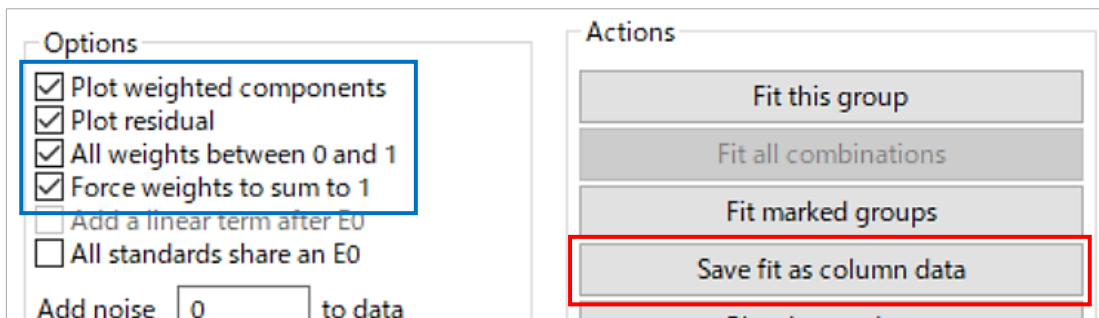 Options
Plot weighted components
Plot residual
All weights between 0 and 1
Force weights to sum to 1
Add a linear term after E0
All standards share an E0
Add noise 0 to data
Actions
Fit this group
Fit all combinations
Fit marked groups
Save fit as column data